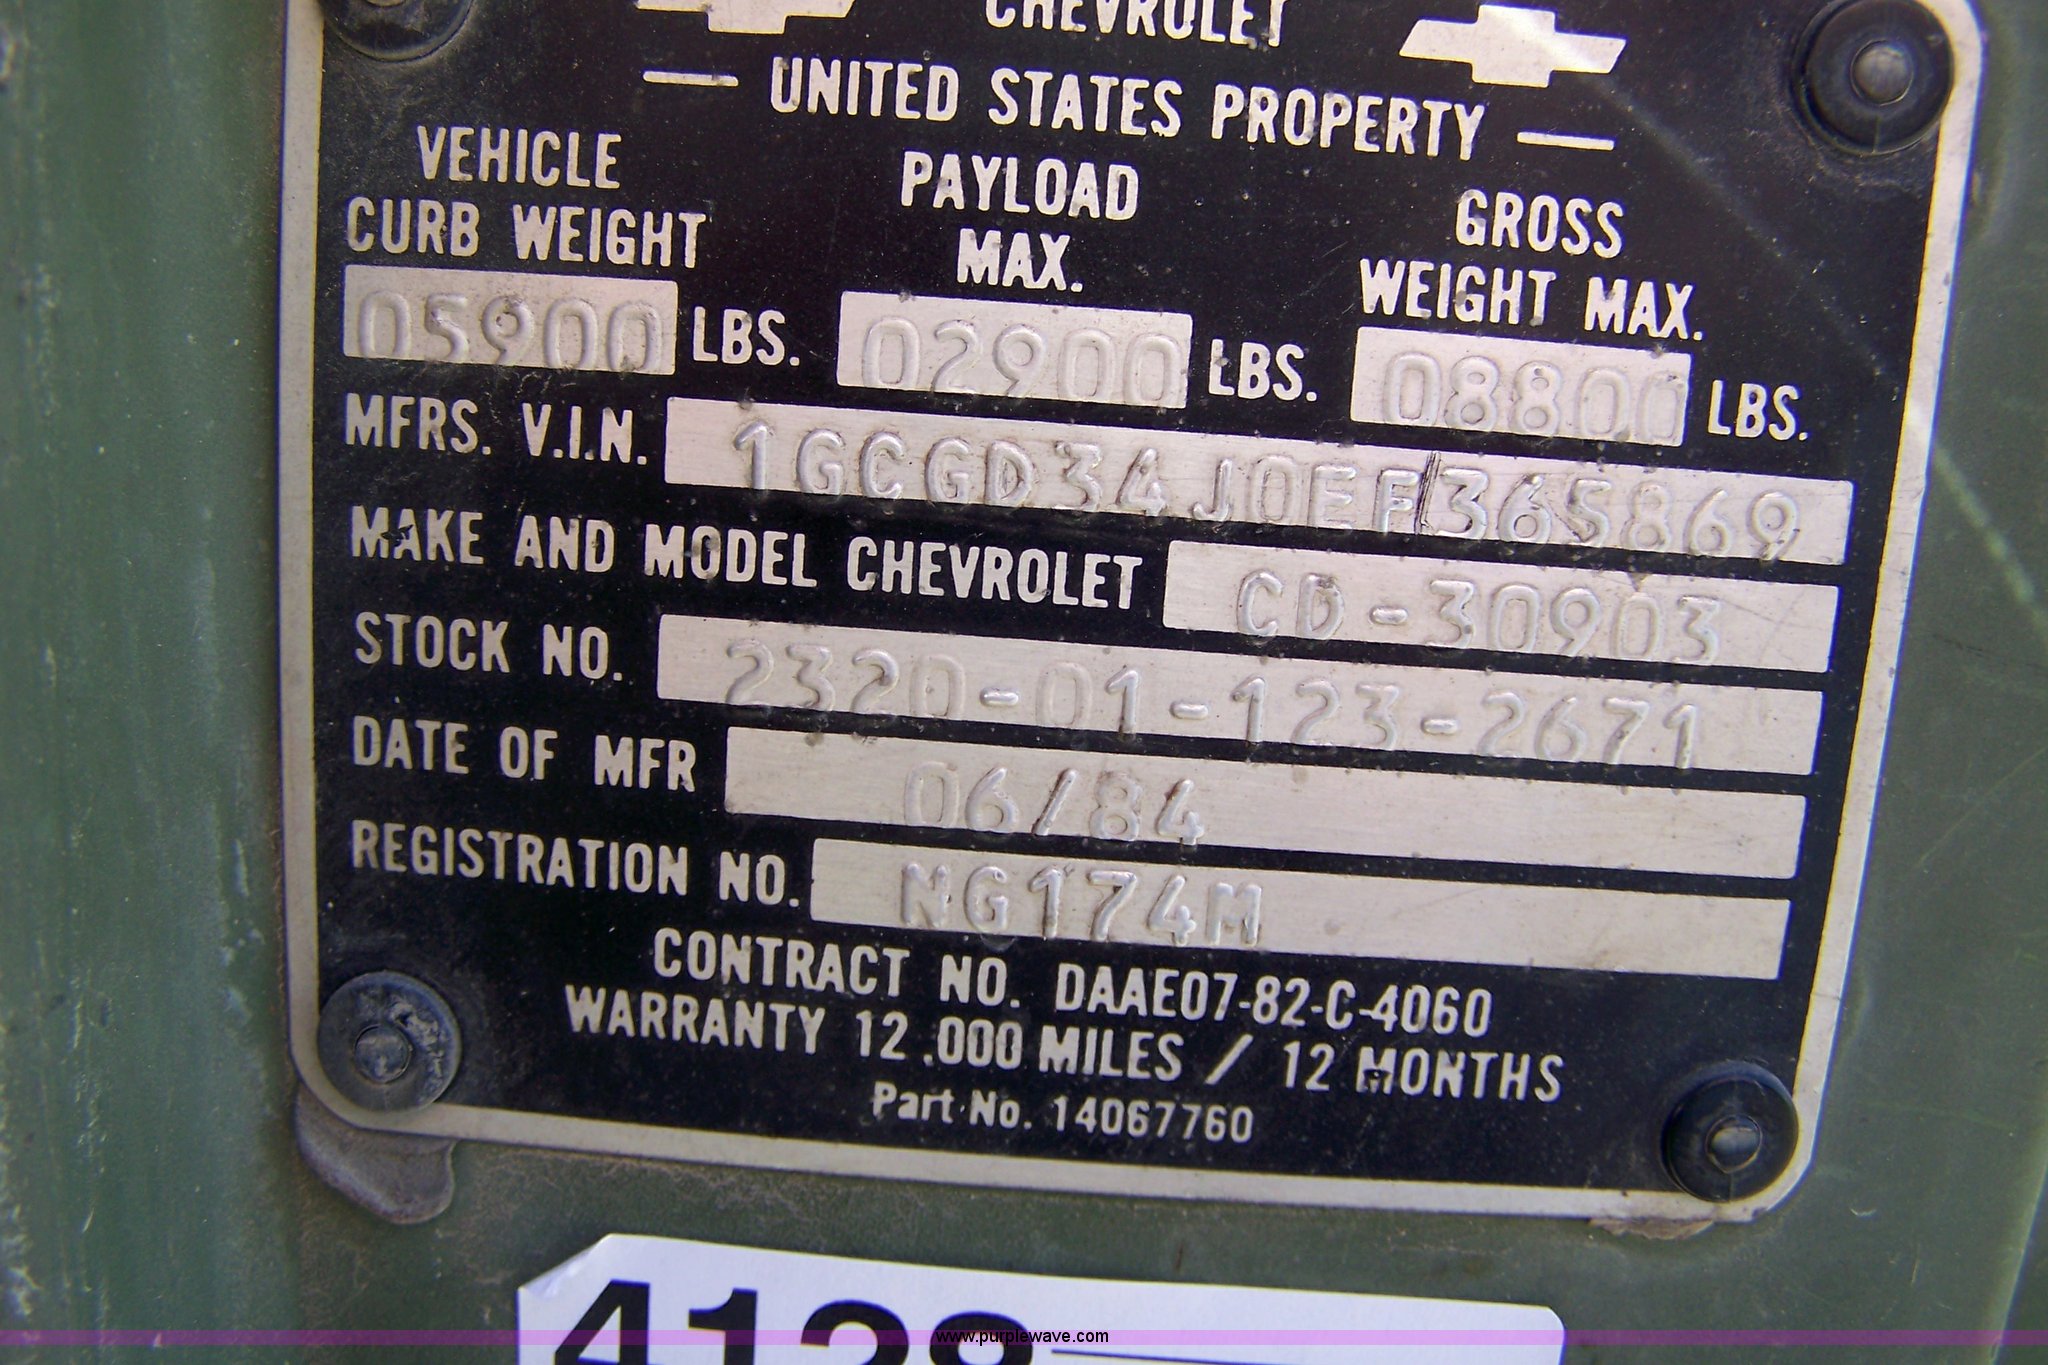 CHEVROLET
UNITED STATES PROPERTY
VEHICLE CURB WEIGHT
PAYLOAD MAX.
GROSS WEIGHT MAX.
05900 LBS. 02900 LBS. 08800 LBS.
MFRS. V.I.N. 1GCGD34J0EF365869
MAKE AND MODEL CHEVROLET CD-30903
STOCK NO. 2320-01-123-2671
DATE OF MFR 06/84
REGISTRATION NO. NG174M
CONTRACT NO. DAAE07-82-C-4060
WARRANTY 12,000 MILES / 12 MONTHS
Part No. 14067760
4128
www.purplewave.com